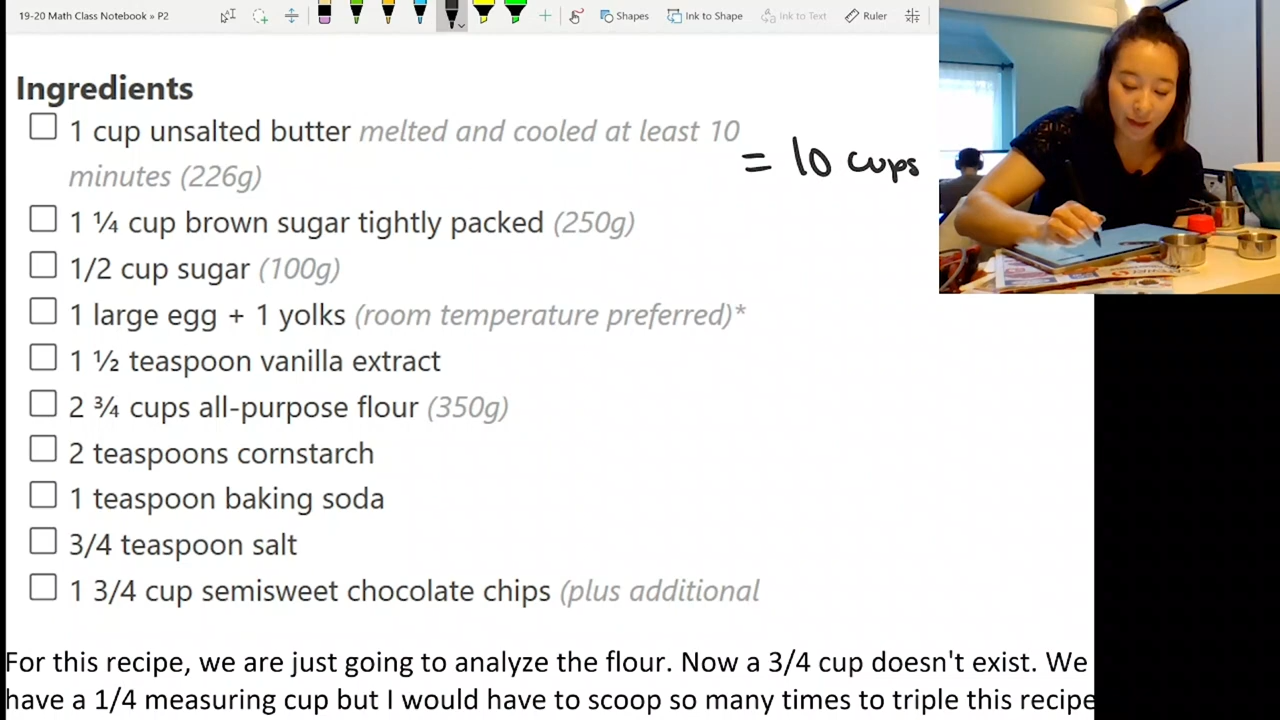 19-20 Math Class Notebook » P2
Shapes
Ink to Shape
Ink to Text
Ruler
Ingredients
1 cup unsalted butter melted and cooled at least 10
minutes (226g)
= 10 cups
1 ¼ cup brown sugar tightly packed (250g)
1/2 cup sugar (100g)
1 large egg + 1 yolks (room temperature preferred)*
1 ½ teaspoon vanilla extract
2 ¾ cups all-purpose flour (350g)
2 teaspoons cornstarch
1 teaspoon baking soda
3/4 teaspoon salt
1 3/4 cup semisweet chocolate chips (plus additional
For this recipe, we are just going to analyze the flour. Now a 3/4 cup doesn't exist. We
have a 1/4 measuring cup but I would have to scoop so many times to triple this recipe